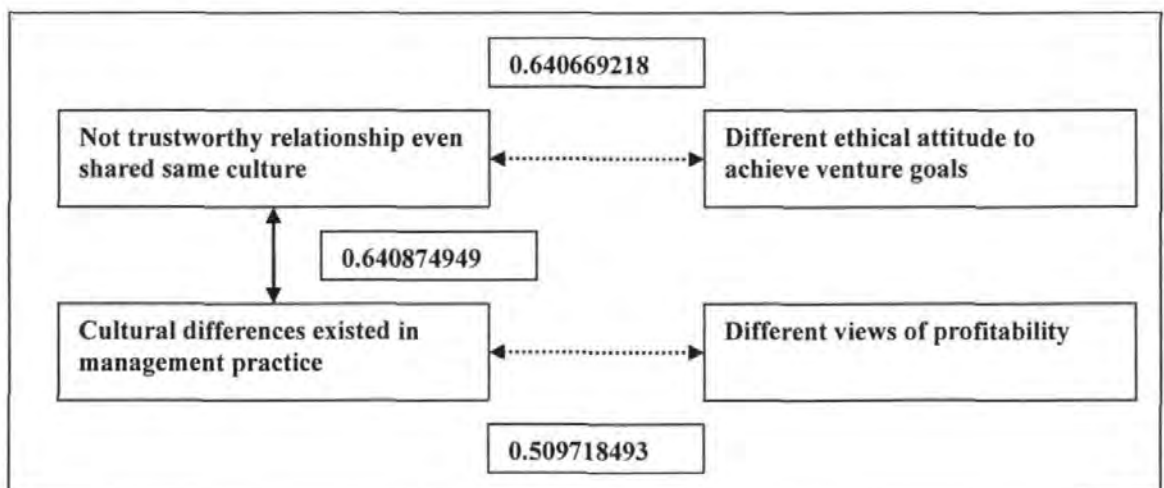 0.640669218
Not trustworthy relationship even
shared same culture
Different ethical attitude to
achieve venture goals
0.640874949
Cultural differences existed in
management practice
Different views of profitability
0.509718493